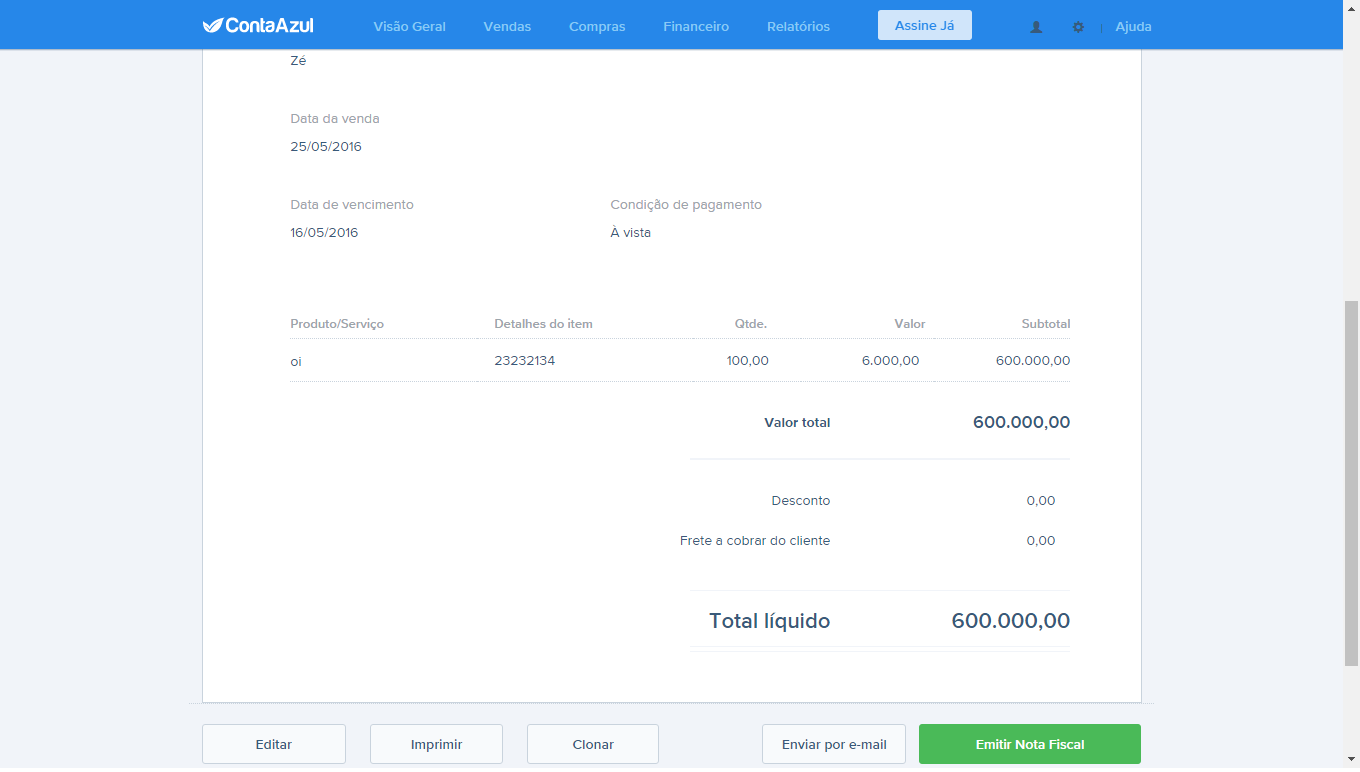 ContaAzul Visão Geral Vendas Compras Financeiro Relatórios Assine Já Ajuda
Zé
Data da venda
25/05/2016
Data de vencimento Condição de pagamento
16/05/2016 À vista
Produto/Serviço Detalhes do item Qtde. Valor Subtotal
oi 23232134 100,00 6.000,00 600.000,00
Valor total 600.000,00
Desconto 0,00
Frete a cobrar do cliente 0,00
Total líquido 600.000,00
Editar Imprimir Clonar Enviar por e-mail Emitir Nota Fiscal